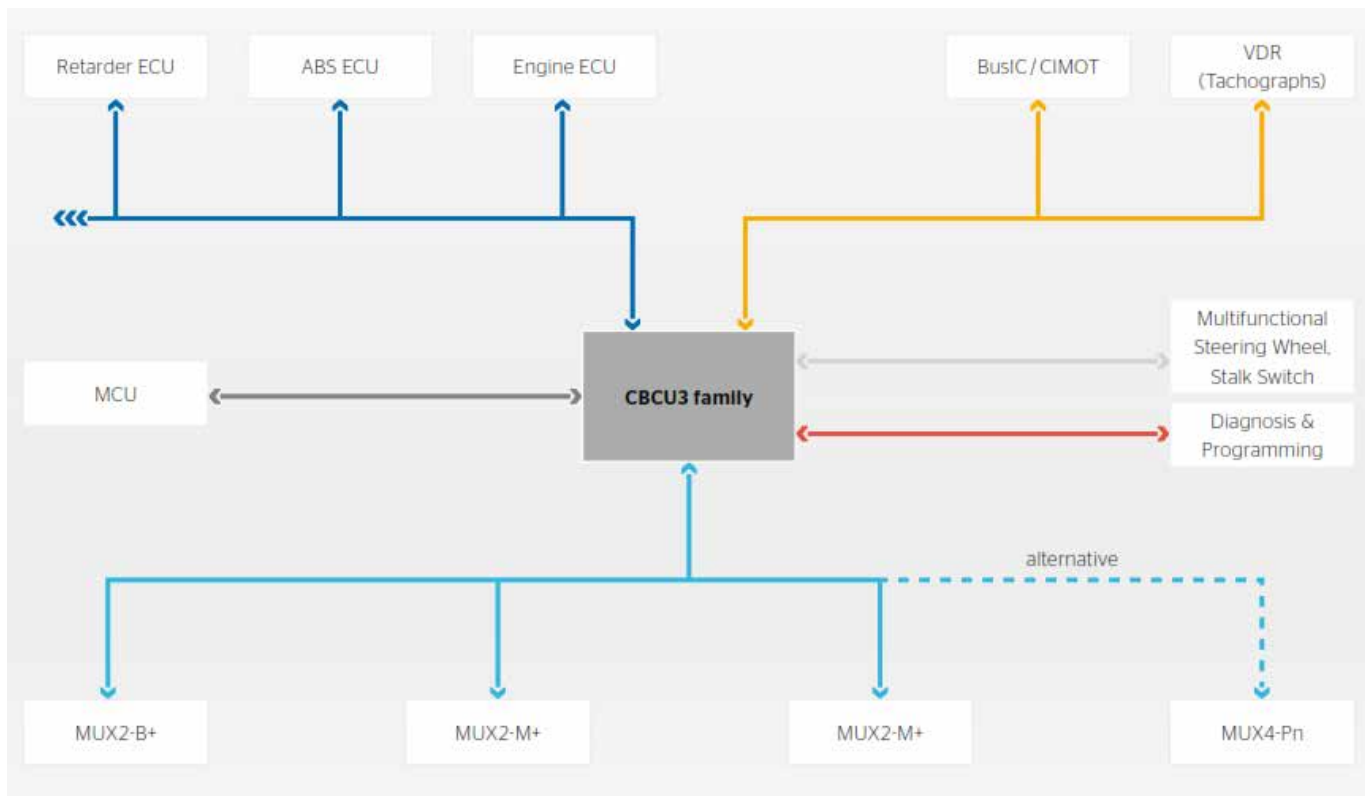 Retarder ECU
ABS ECU
Engine ECU
BusIC/CIMOT
VDR
(Tachographs)
Multifunctional
Steering Wheel,
Stalk Switch
MCU
CBCU3 family
Diagnosis &
Programming
alternative
MUX2-B+
MUX2-M+
MUX2-M+
MUX4-Pn